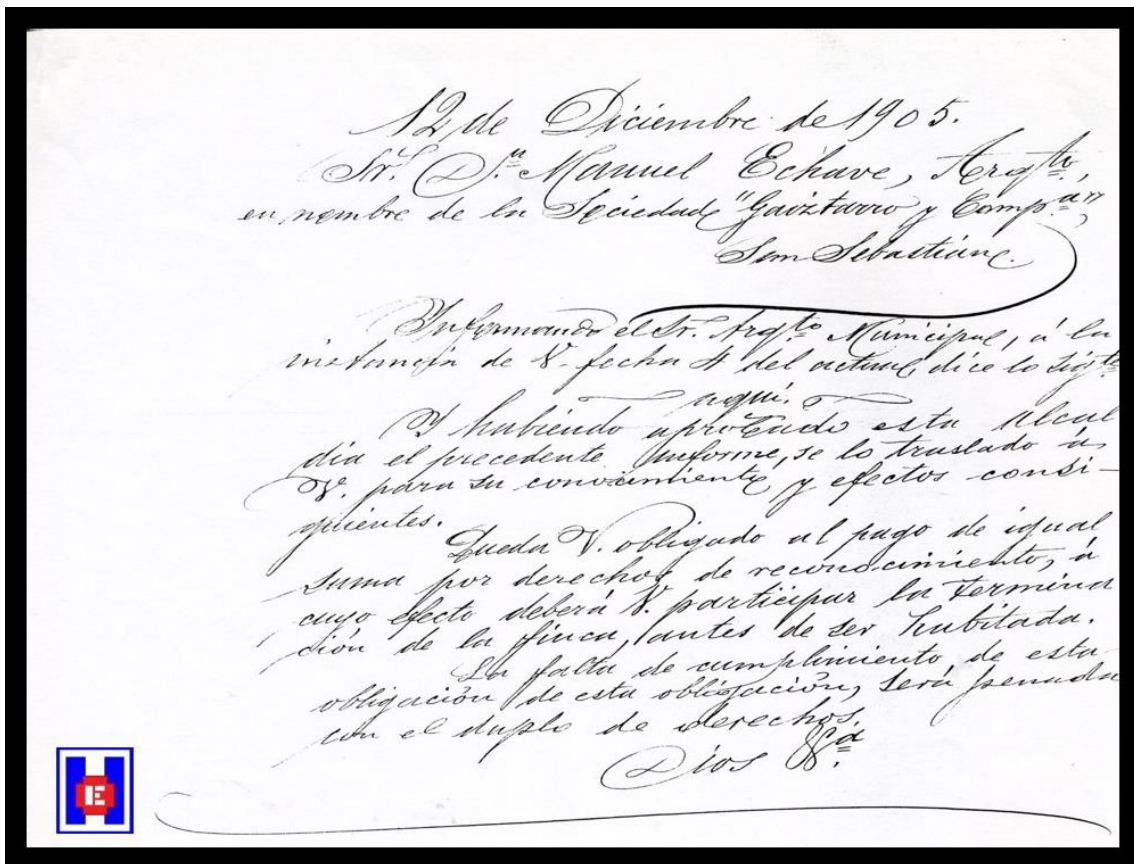 12 de Diciembre de 1905.
Sr. D.n Manuel Echave, Arqto,
en nombre de la Sociedad "Gaiztarro y Comp.a"
San Sebastián.
Informando el Sr. Arqto Municipal, á la
instancia de V. fecha 4 del actual, dice lo sigte
aquí.
Y habiendo aprobado esta Alcal
dia el precedente informe, se lo traslado á
V. para su conocimiento y efectos consi-
guientes.
Queda V. obligado al pago de igual
suma por derechos de reconocimiento, á
cuyo efecto deberá V. participar la termina
ción de la finca, antes de ser habitada.
La falta de cumplimiento de esta
obligación de esta obligación, será penada
con el duplo de derechos.
Dios
HE